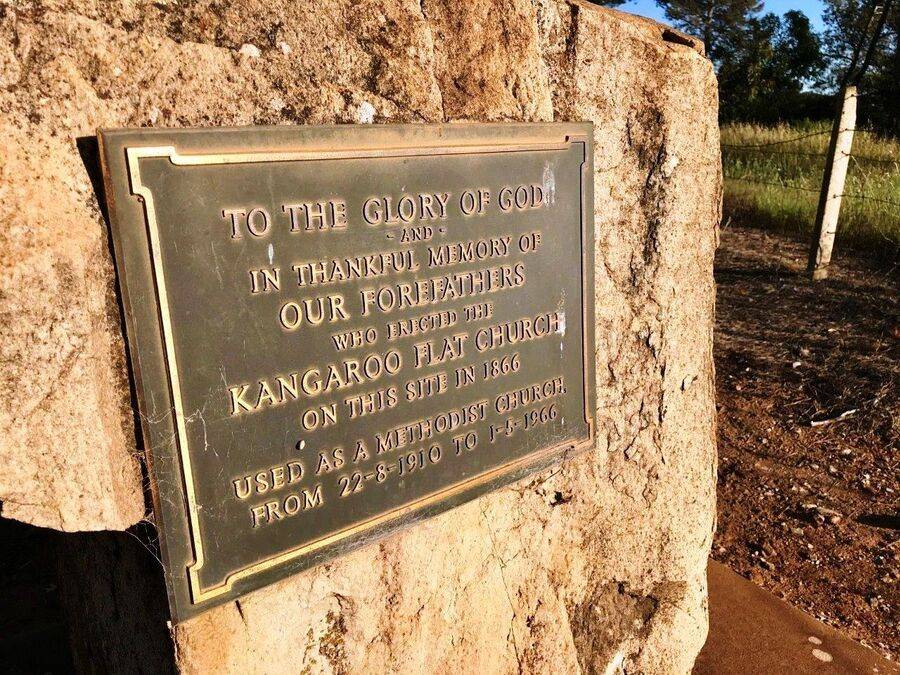 TO THE GLORY OF GOD
- AND -
IN THANKFUL MEMORY OF
OUR FOREFATHERS
WHO ERECTED THE
KANGAROO FLAT CHURCH
ON THIS SITE IN 1866
USED AS A METHODIST CHURCH,
FROM 22-8-1910 TO 1-5-1966